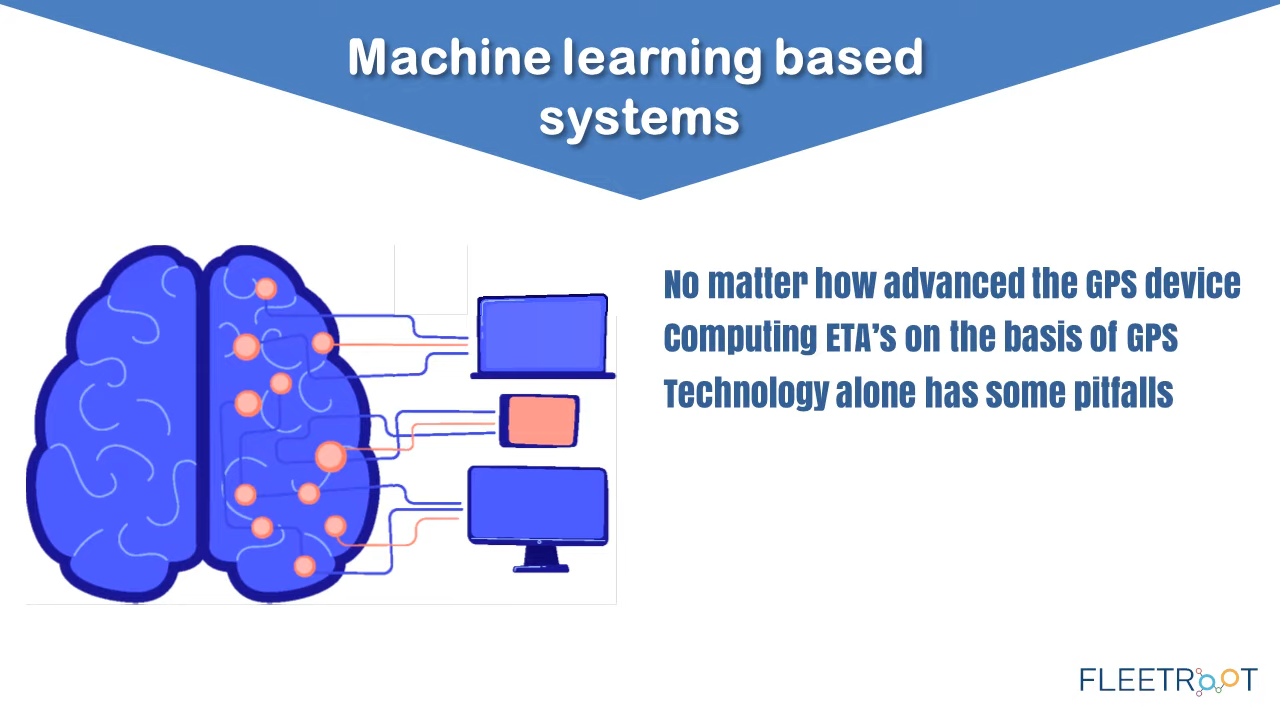 Machine learning based
systems
No matter how advanced the GPS device
Computing ETA's on the basis of GPS
Technology alone has some pitfalls
FLEETROOT